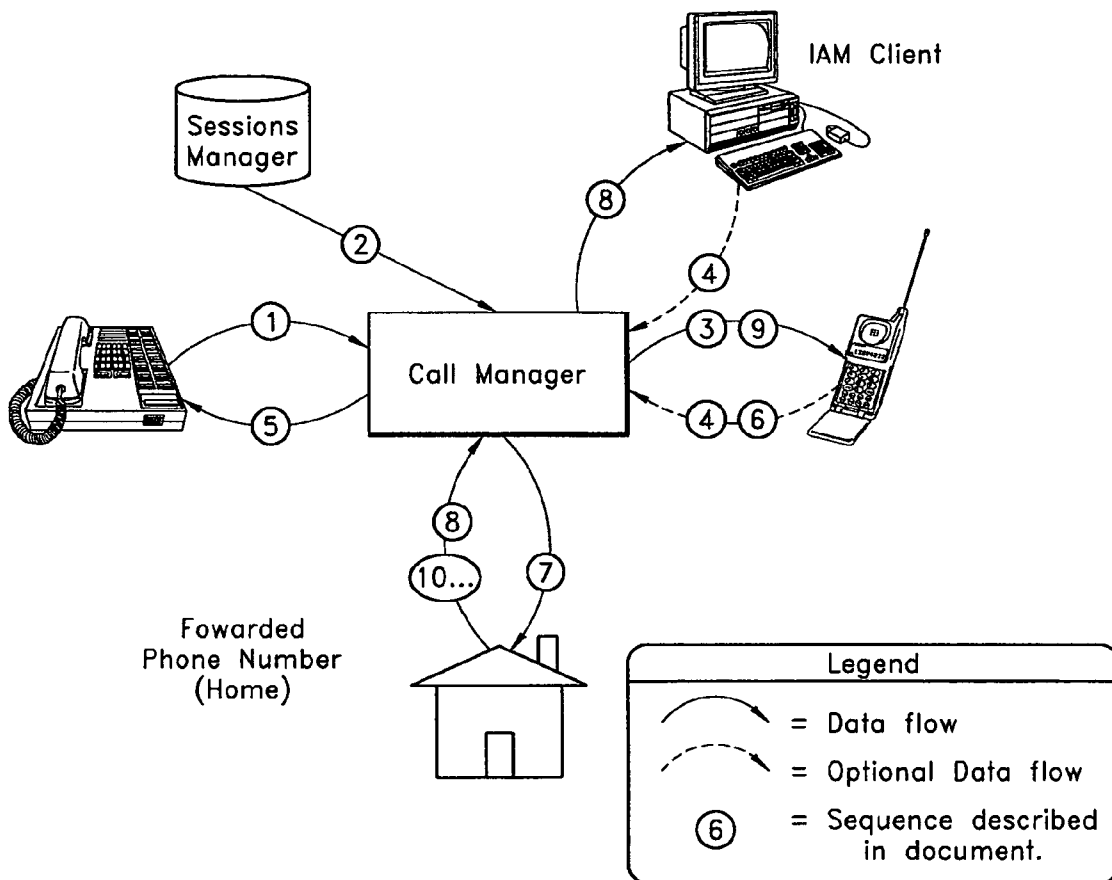 IAM Client
Sessions
Manager
8
2
4
1
3
9
Call Manager
5
4
6
8
10...
7
Fowarded
Phone Number
(Home)
Legend
= Data flow
= Optional Data flow
6
= Sequence described
in document.